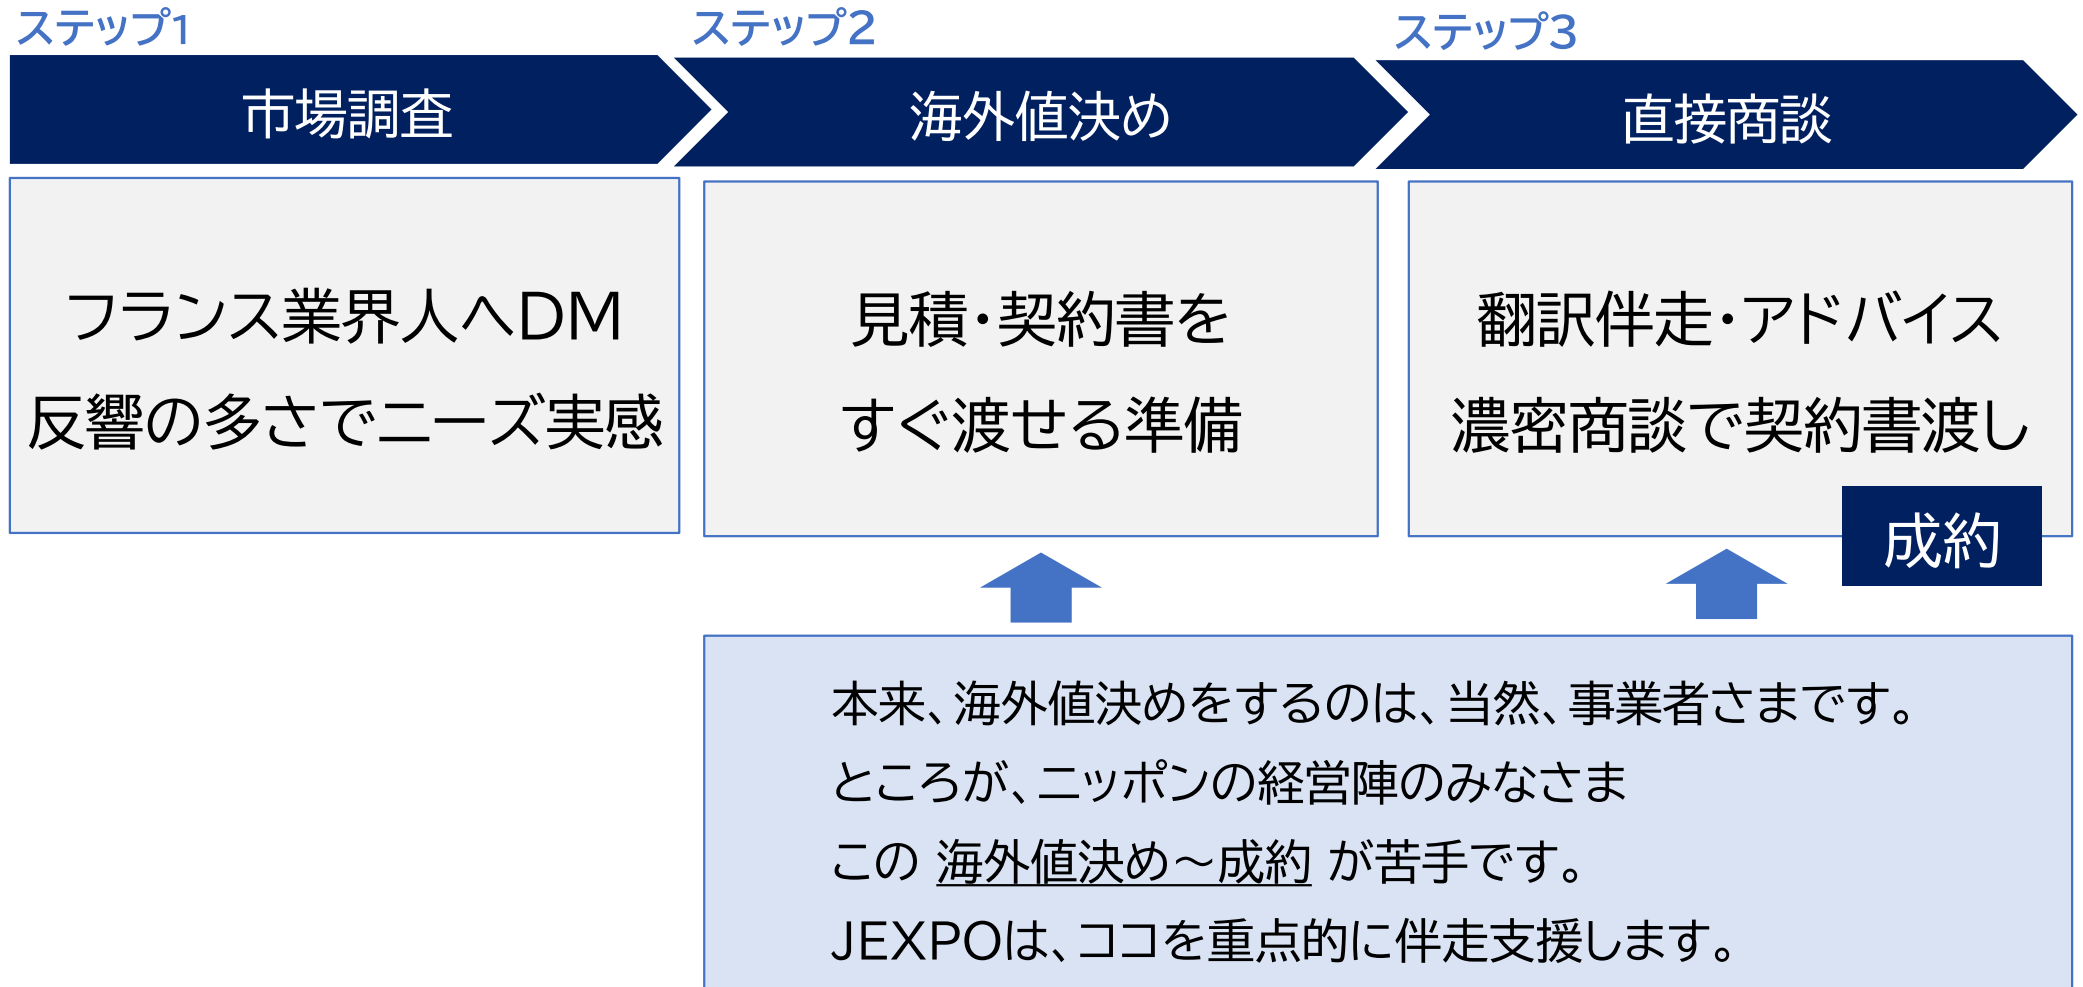 ステップ1
市場調査
フランス業界人へDM
反響の多さでニーズ実感
ステップ2
海外値決め
見積・契約書を
すぐ渡せる準備
ステップ3
直接商談
翻訳伴走・アドバイス
濃密商談で契約書渡し
成約
本来、海外値決めをするのは、当然、事業者さまです。
ところが、ニッポンの経営陣のみなさま
この 海外値決め～成約 が苦手です。
JEXPOは、ココを重点的に伴走支援します。